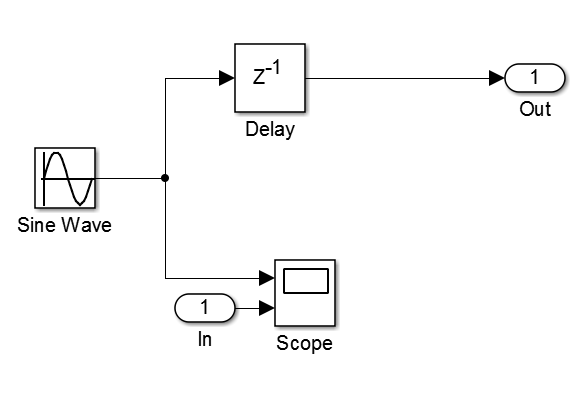 z-1
1
Delay
Out
Sine Wave
1
In
Scope